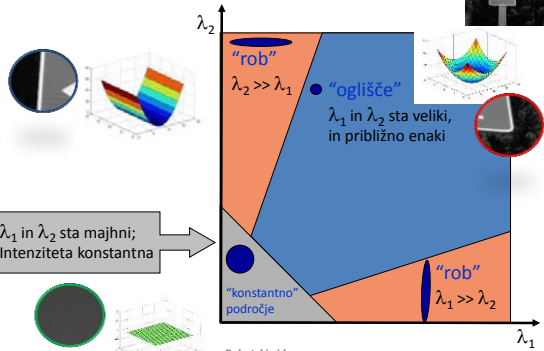 λ₂
"rob"
λ₂ >> λ₁
"oglišče"
λ₁ in λ₂ sta veliki,
in približno enaki
λ₁ in λ₂ sta majhni;
Intenziteta konstantna
"konstantno"
področje
"rob"
λ₁ >> λ₂
λ₁